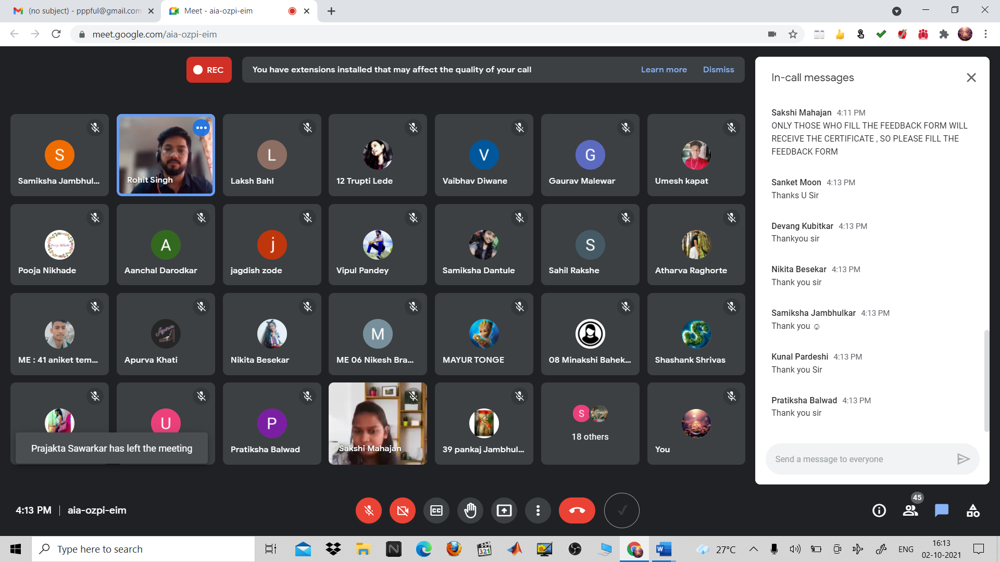 (no subject) - pppful@gmail.com
Meet - aia-ozpi-eim
meet.google.com/aia-ozpi-eim
REC
You have extensions installed that may affect the quality of your call
Learn more
Dismiss
In-call messages
S
Samiksha Jambhul...
Rohit Singh
L
Laksh Bahl
12 Trupti Lede
V
Vaibhav Diwane
G
Gaurav Malewar
Umesh kapat
Pooja Nikhade
Pooja Nikhade
A
Aanchal Darodkar
j
jagdish zode
Vipul Pandey
Samiksha Dantule
S
Sahil Rakshe
Atharva Raghorte
ME : 41 aniket tem...
Apurva
Apurva Khati
Nikita Besekar
M
ME 06 Nikesh Bra...
MAYUR TONGE
08 Minakshi Bahek...
S
Shashank Shrivas
U
Prajakta Sawarkar has left the meeting
P
Pratiksha Balwad
Sakshi Mahajan
39 pankaj Jambhul...
S
18 others
You
Sakshi Mahajan 4:11 PM
ONLY THOSE WHO FILL THE FEEDBACK FORM WILL
RECEIVE THE CERTIFICATE , SO PLEASE FILL THE
FEEDBACK FORM
Sanket Moon 4:13 PM
Thanks U Sir
Devang Kubitkar 4:13 PM
Thankyou sir
Nikita Besekar 4:13 PM
Thank you sir
Samiksha Jambhulkar 4:13 PM
Thank you ☺
Kunal Pardeshi 4:13 PM
Thank you Sir
Pratiksha Balwad 4:13 PM
Thank you sir
Send a message to everyone
4:13 PM | aia-ozpi-eim
CC
45
Type here to search
N
321
W
27°C
ENG
16:13
02-10-2021